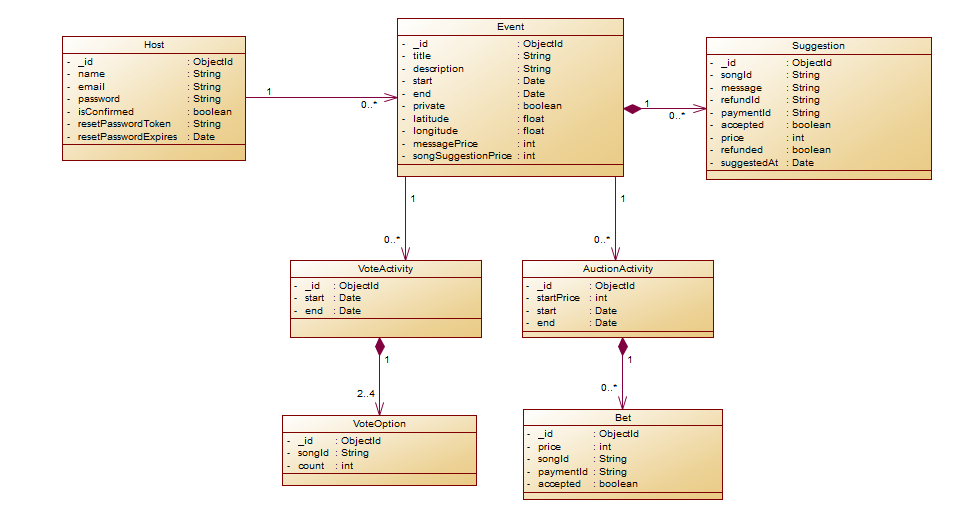 Host
- _id : ObjectId
- name : String
- email : String
- password : String
- isConfirmed : boolean
- resetPasswordToken : String
- resetPasswordExpires : Date
1
0..*
Event
- _id : ObjectId
- title : String
- description : String
- start : Date
- end : Date
- private : boolean
- latitude : float
- longitude : float
- messagePrice : int
- songSuggestionPrice : int
1
0..*
Suggestion
- _id : ObjectId
- songId : String
- message : String
- refundId : String
- paymentId : String
- accepted : boolean
- price : int
- refunded : boolean
- suggestedAt : Date
1
0..*
1
0..*
VoteActivity
- _id : ObjectId
- start : Date
- end : Date
AuctionActivity
- _id : ObjectId
- startPrice : int
- start : Date
- end : Date
1
2..4
1
0..*
VoteOption
- _id : ObjectId
- songId : String
- count : int
Bet
- _id : ObjectId
- price : int
- songId : String
- paymentId : String
- accepted : boolean